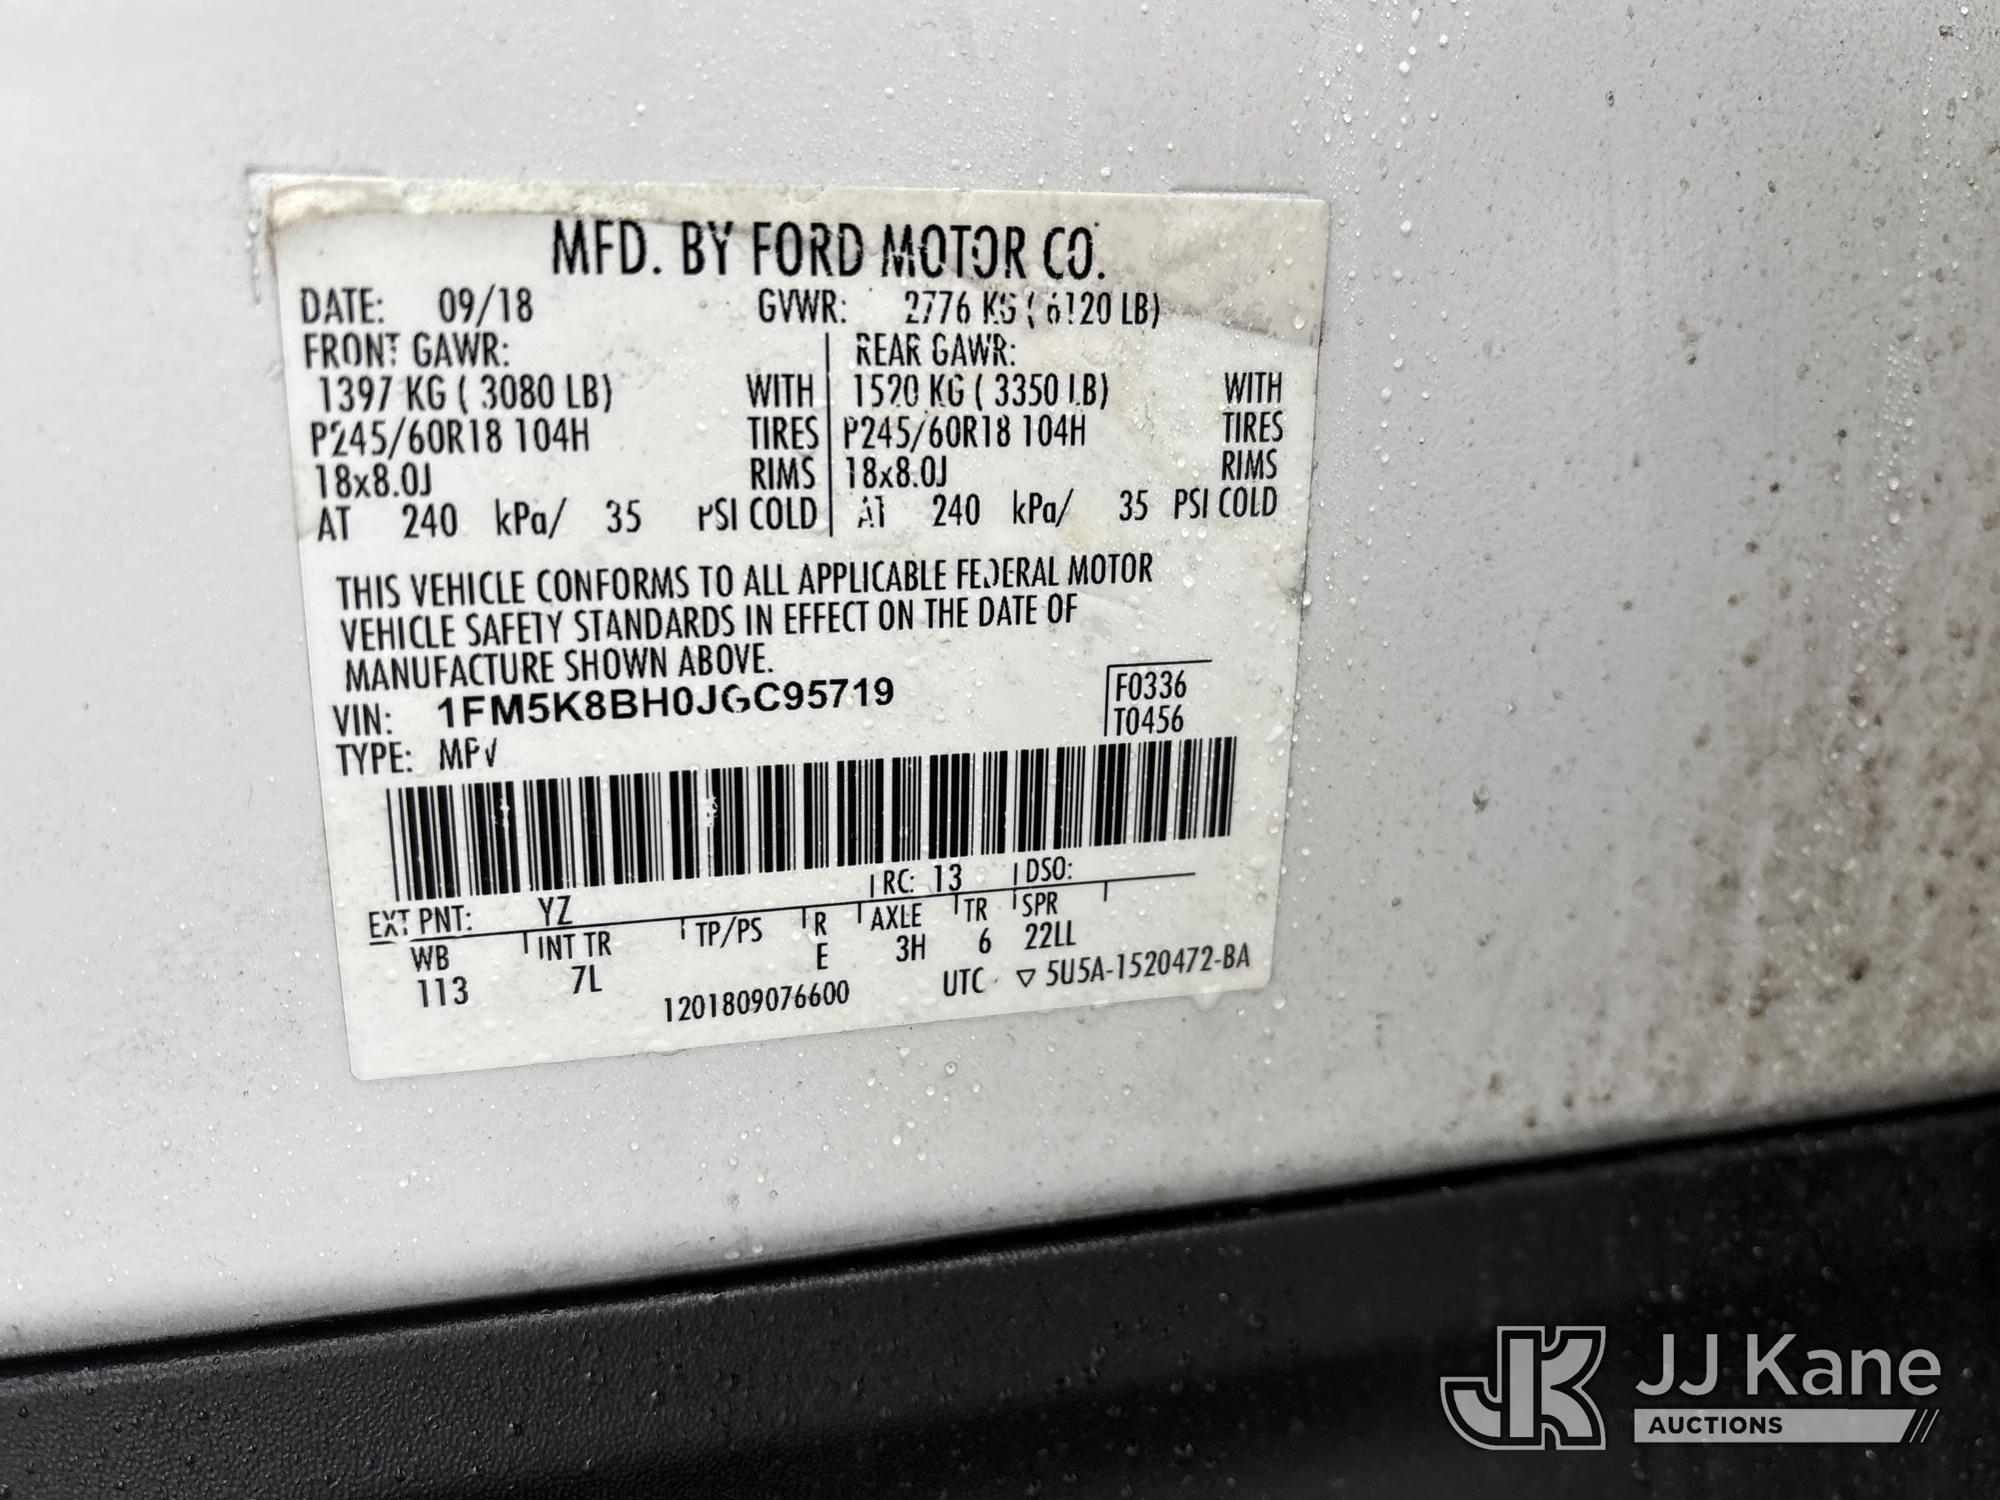 MFD. BY FORD MOTOR CO.
DATE: 09/18 GVWR: 2776 KG ( 6120 LB)
FRONT GAWR: REAR GAWR:
1397 KG ( 3080 LB) WITH 1520 KG ( 3350 LB) WITH
P245/60R18 104H TIRES P245/60R18 104H TIRES
18x8.0J RIMS 18x8.0J RIMS
AT 240 kPa/ 35 PSI COLD AT 240 kPa/ 35 PSI COLD
THIS VEHICLE CONFORMS TO ALL APPLICABLE FEDERAL MOTOR
VEHICLE SAFETY STANDARDS IN EFFECT ON THE DATE OF
MANUFACTURE SHOWN ABOVE.
VIN: 1FM5K8BH0JGC95719
F0336
T0456
TYPE: MPV
EXT PNT: YZ RC: 13 DSO:
WB INT TR TP/PS R AXLE TR SPR
113 7L E 3H 6 22LL
1201809076600 UTC ▽ 5U5A-1520472-BA
JK JJ Kane
AUCTIONS